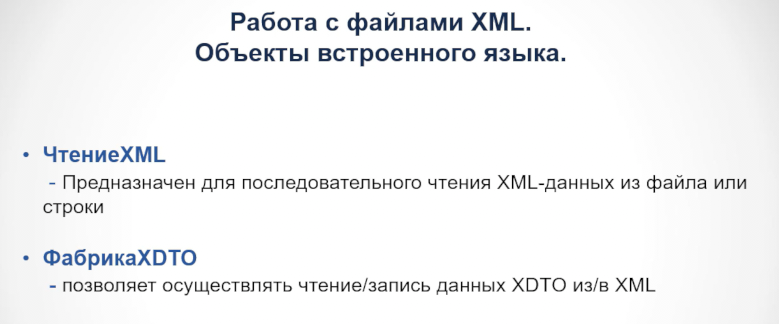 Работа с файлами XML.
Объекты встроенного языка.
• ЧтениеXML
- Предназначен для последовательного чтения XML-данных из файла или
строки
• ФабрикаXDTO
- позволяет осуществлять чтение/запись данных XDTO из/в XML